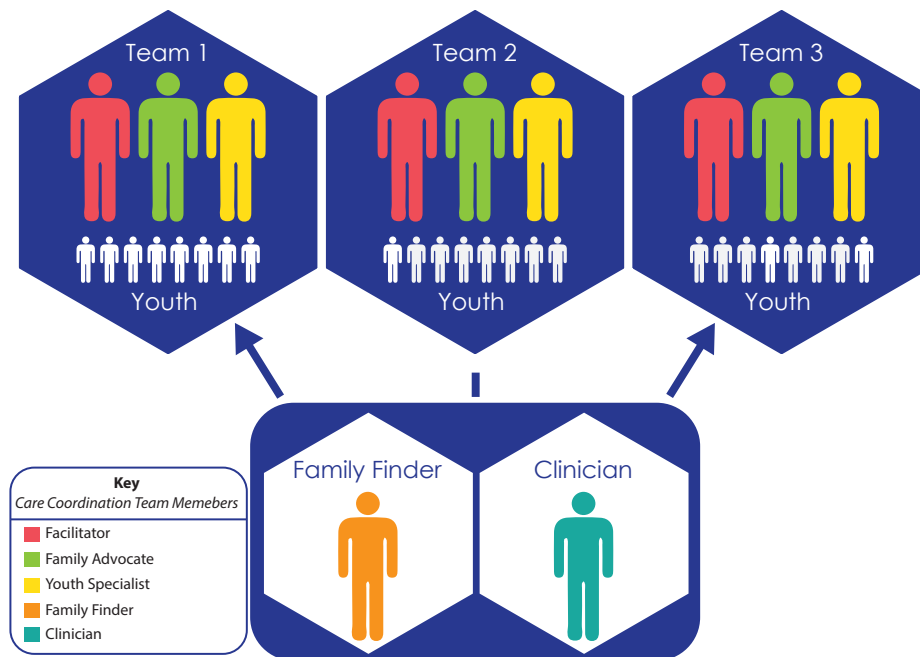 Team 1
Team 2
Team 3
Youth
Youth
Youth
Family Finder
Clinician
Key
Care Coordination Team Memebers
Facilitator
Family Advocate
Youth Specialist
Family Finder
Clinician